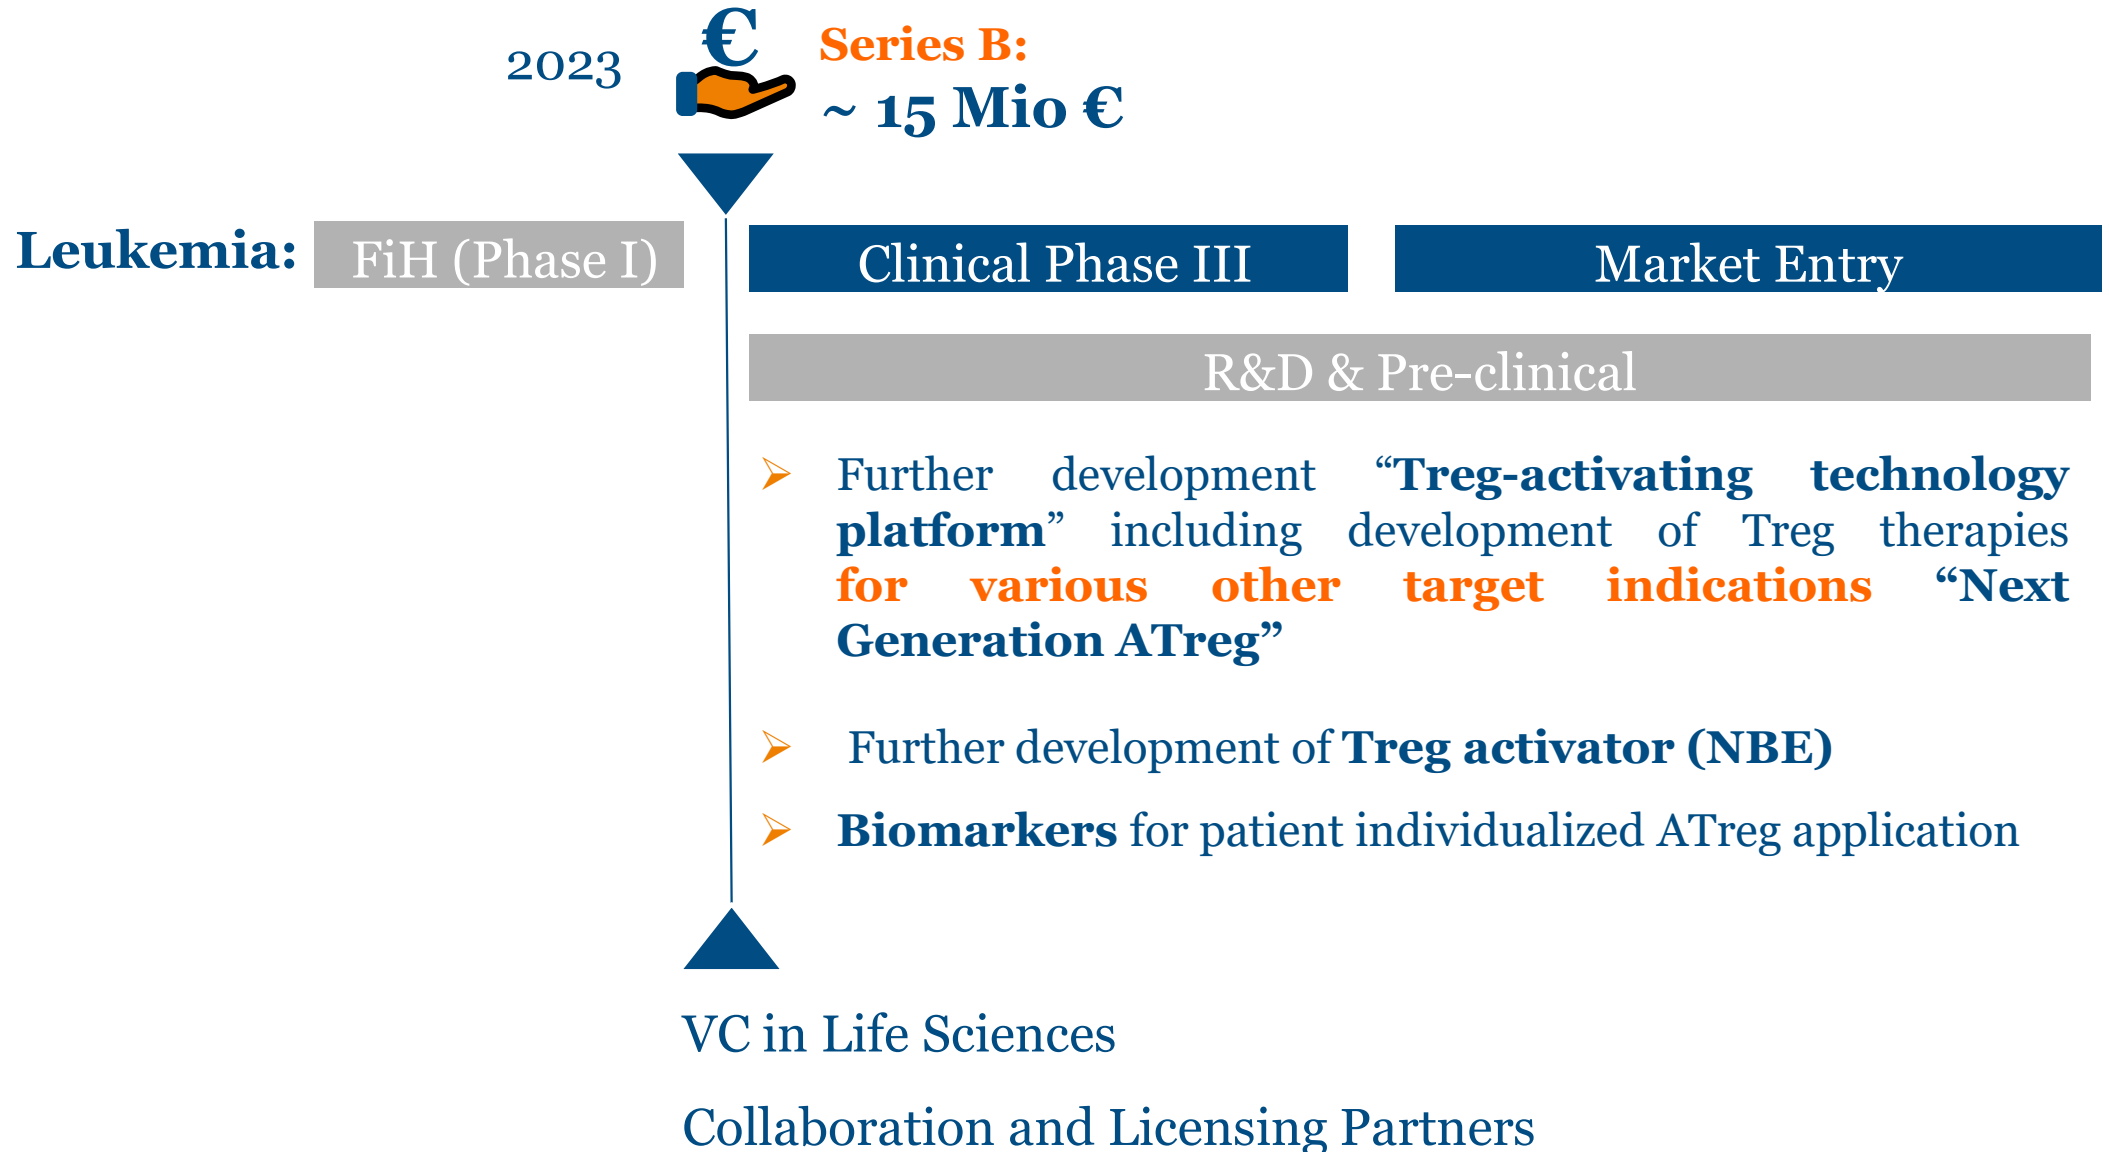 2023
€
Series B:
~ 15 Mio €
Leukemia:
FiH (Phase I)
Clinical Phase III
Market Entry
R&D & Pre-clinical
Further development “Treg-activating technology
platform” including development of Treg therapies
for various other target indications “Next
Generation ATreg”
Further development of Treg activator (NBE)
Biomarkers for patient individualized ATreg application
VC in Life Sciences
Collaboration and Licensing Partners